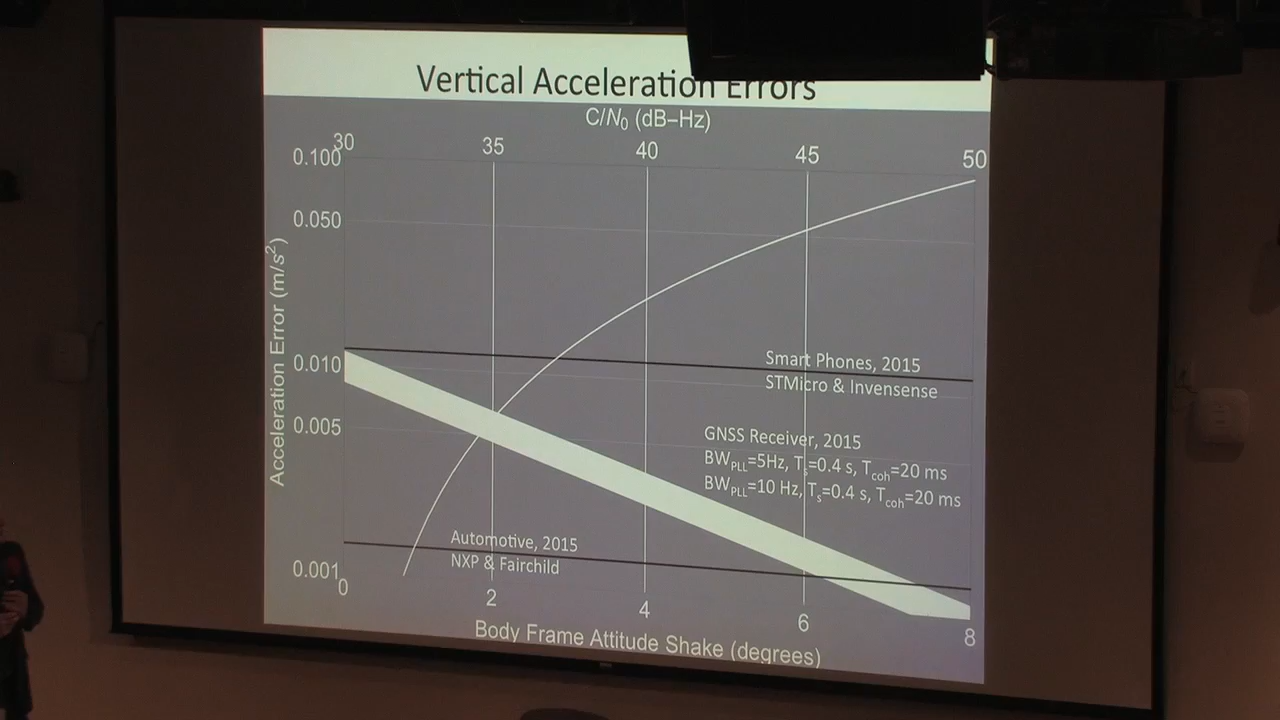 Vertical Acceleration Errors
C/N0 (dB–Hz)
30 35 40 45 50
0.100
0.050
0.010
0.005
0.001
Acceleration Error (m/s²)
Smart Phones, 2015
STMicro & Invensense
GNSS Receiver, 2015
BWPLL=5Hz, Ts=0.4 s, Tcoh=20 ms
BWPLL=10 Hz, Ts=0.4 s, Tcoh=20 ms
Automotive, 2015
NXP & Fairchild
0 2 4 6 8
Body Frame Attitude Shake (degrees)